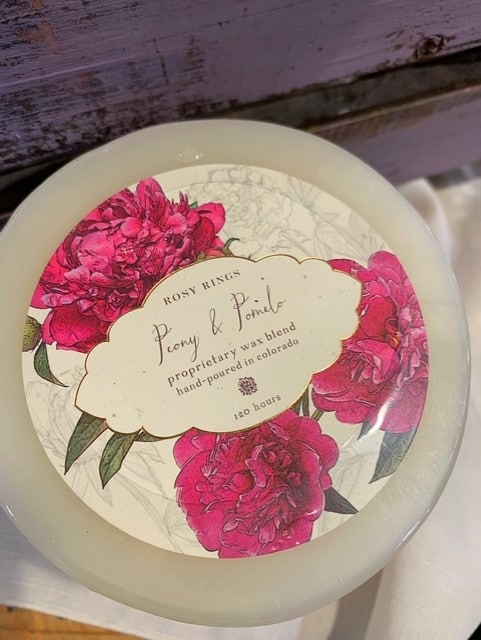 ROSY RINGS
Peony & Pomelo
proprietary wax blend
hand-poured in colorado
120 hours